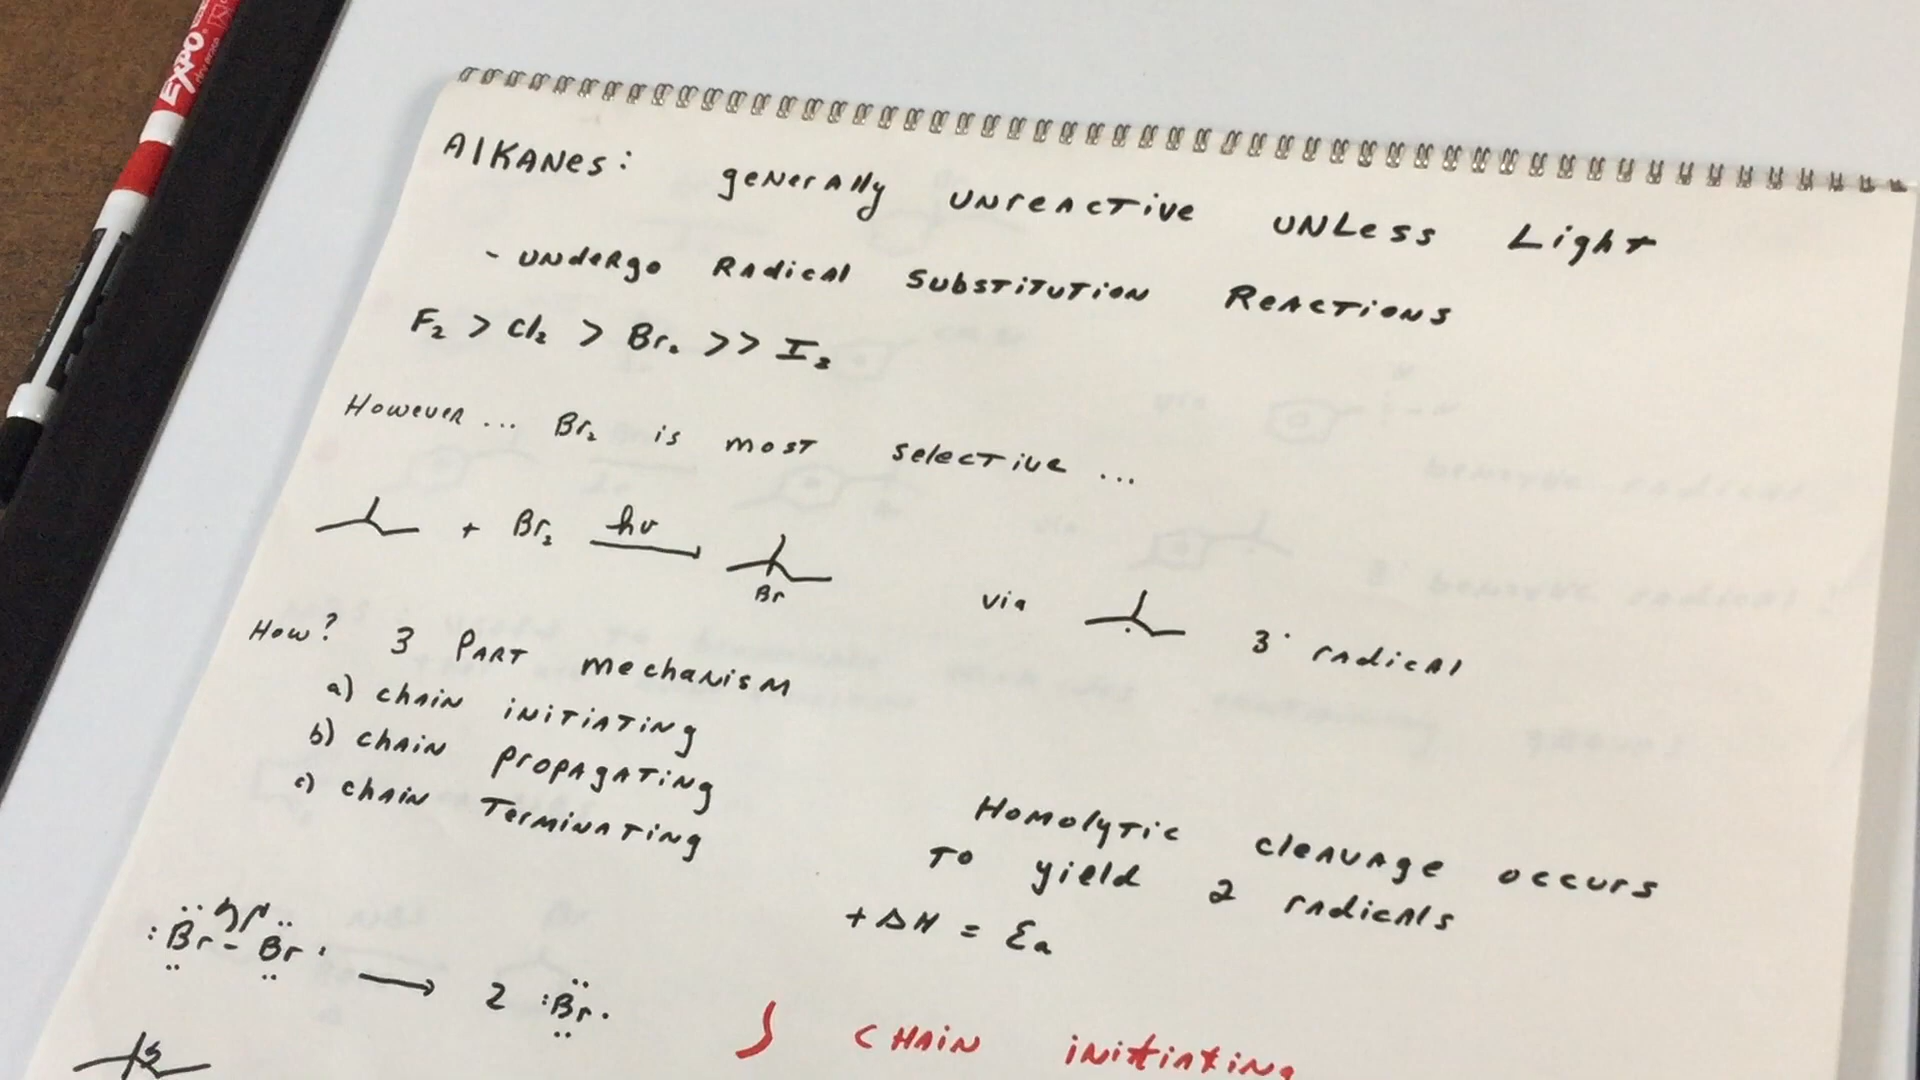 EXPO
AlKANes: generally unreactive unless Light
- undergo Radical Substitution Reactions
F₂ > Cl₂ > Br₂ >> I₂
However... Br₂ is most selective ...
+ Br₂ hν
Br
via
3° radical
How? 3 Part mechanism
a) chain initiating
b) chain propagating
c) chain Terminating
Homolytic cleavage occurs
to yield 2 radicals
+ΔH = Ea
:Br-Br: → 2 :Br·
} CHAIN initiating